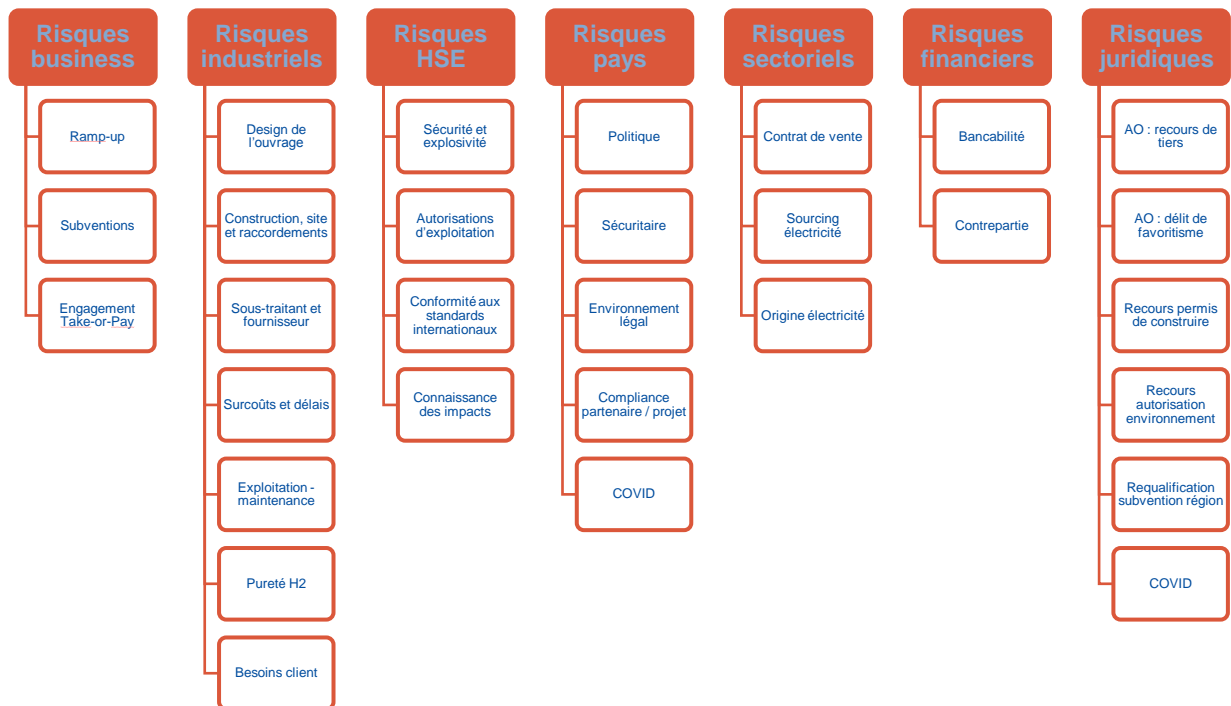 Risques
business
Ramp-up
Subventions
Engagement
Take-or-Pay
Risques
industriels
Design de
l'ouvrage
Construction, site
et raccordements
Sous-traitant et
fournisseur
Surcoûts et délais
Exploitation -
maintenance
Pureté H2
Besoins client
Risques
HSE
Sécurité et
explosivité
Autorisations
d'exploitation
Conformité aux
standards
internationaux
Connaissance
des impacts
Risques
pays
Politique
Sécuritaire
Environnement
légal
Compliance
partenaire / projet
COVID
Risques
sectoriels
Contrat de vente
Sourcing
électricité
Origine électricité
Risques
financiers
Bancabilité
Contrepartie
Risques
juridiques
AO : recours de
tiers
AO : délit de
favoritisme
Recours permis
de construire
Recours
autorisation
environnement
Requalification
subvention région
COVID